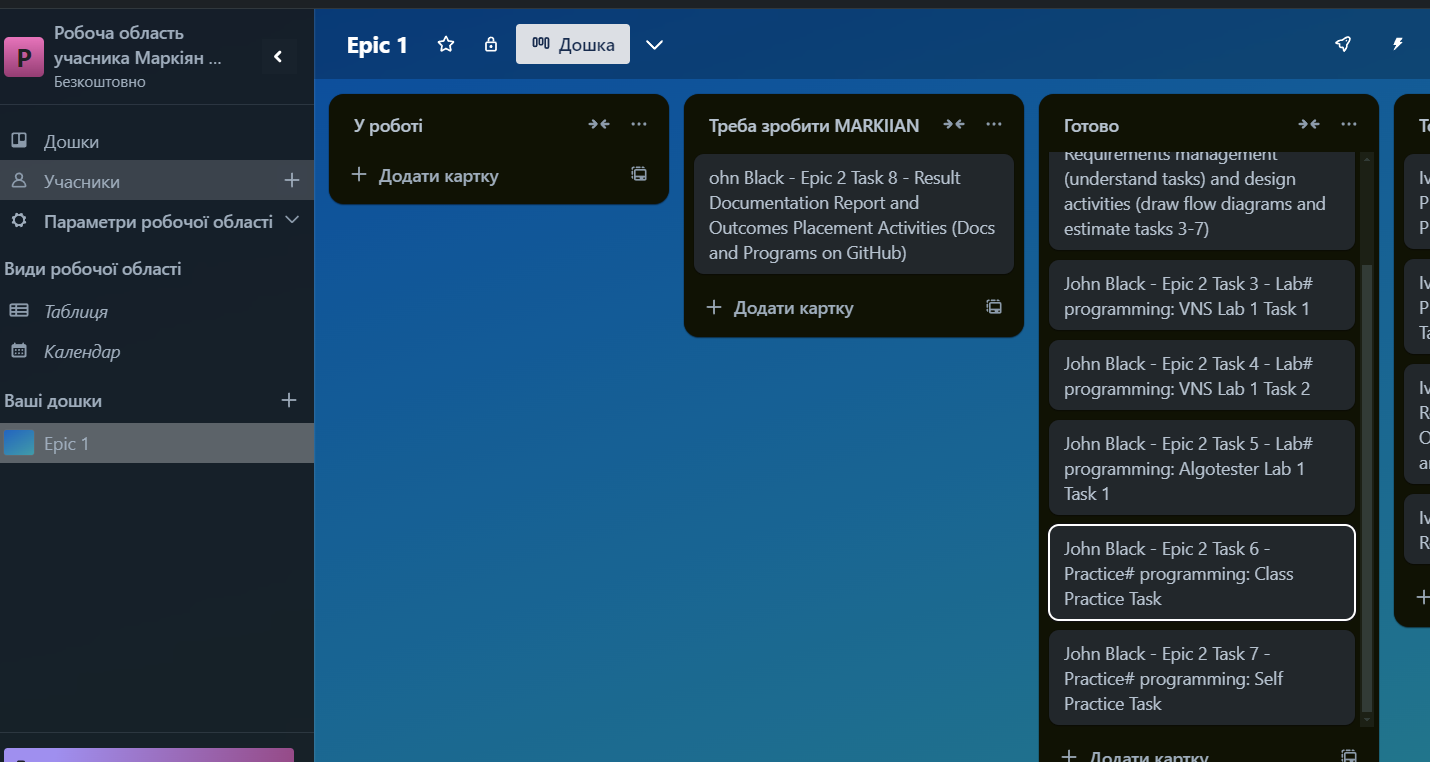 P
Робоча область
учасника Маркіян ...
Безкоштовно
Дошки
Учасники
Параметри робочої області
Види робочої області
Таблиця
Календар
Ваші дошки
Epic 1
Epic 1
Дошка
У роботі
Додати картку
Треба зробити MARKIIAN
ohn Black - Epic 2 Task 8 - Result
Documentation Report and
Outcomes Placement Activities (Docs
and Programs on GitHub)
Додати картку
Готово
Requirements management
(understand tasks) and design
activities (draw flow diagrams and
estimate tasks 3-7)
John Black - Epic 2 Task 3 - Lab#
programming: VNS Lab 1 Task 1
John Black - Epic 2 Task 4 - Lab#
programming: VNS Lab 1 Task 2
John Black - Epic 2 Task 5 - Lab#
programming: Algotester Lab 1
Task 1
John Black - Epic 2 Task 6 -
Practice# programming: Class
Practice Task
John Black - Epic 2 Task 7 -
Practice# programming: Self
Practice Task
Додати картку